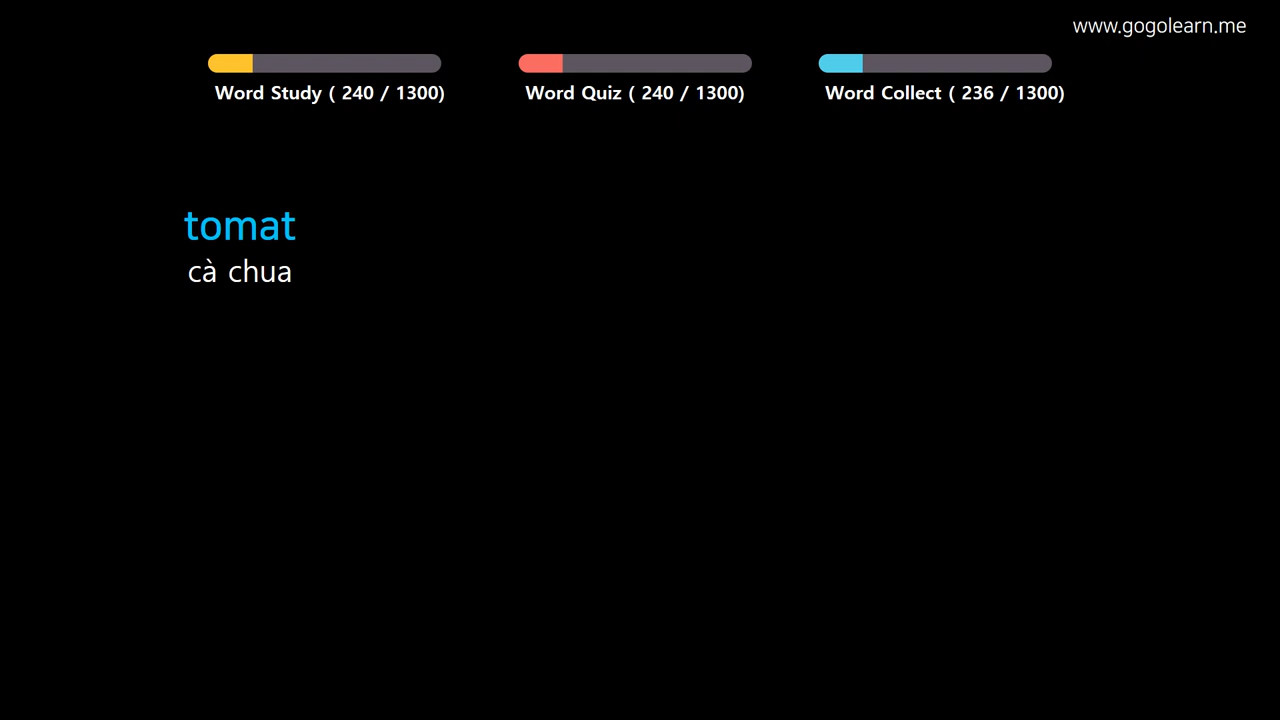 www.gogolearn.me
Word Study ( 240 / 1300)
Word Quiz ( 240 / 1300)
Word Collect ( 236 / 1300)
tomat
cà chua